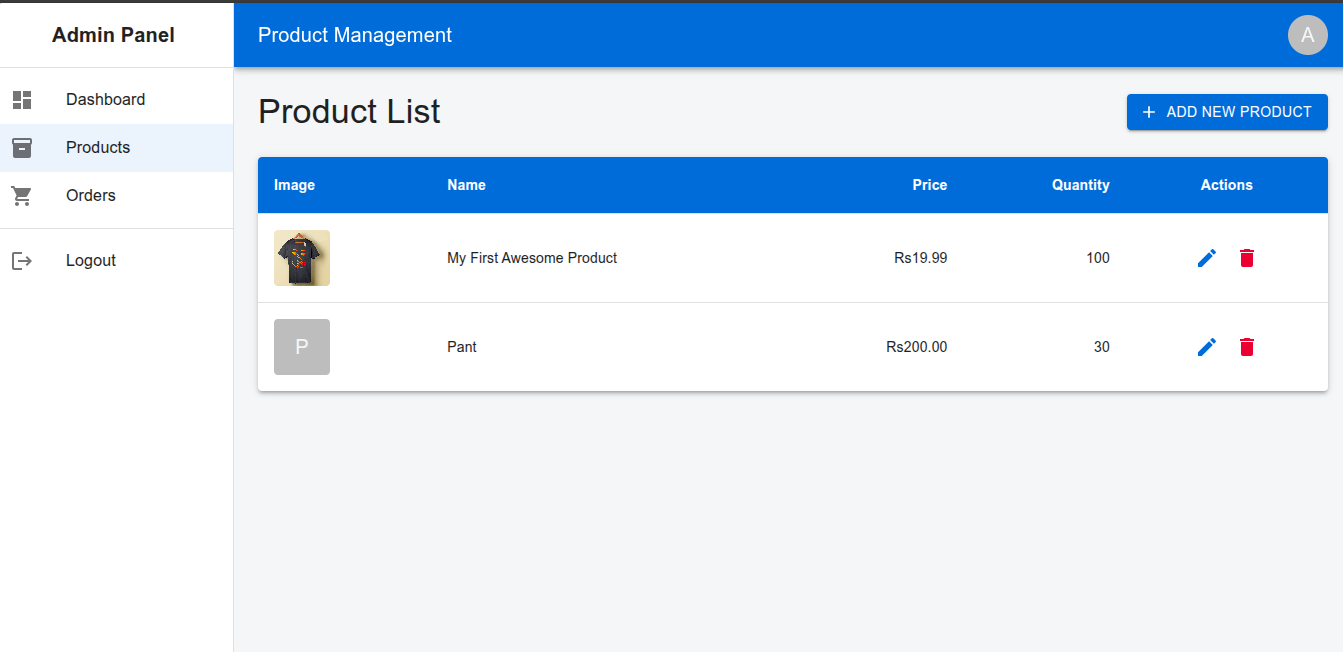 Admin Panel
Product Management
A
Dashboard
Products
Orders
Logout
Product List
+ ADD NEW PRODUCT
Image Name Price Quantity Actions
My First Awesome Product Rs19.99 100
P Pant Rs200.00 30